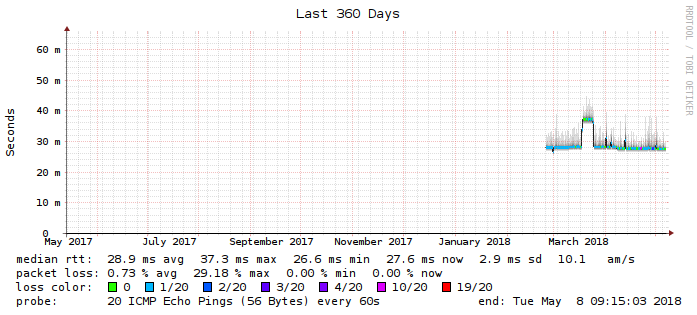 Last 360 Days
RRDTOOL / TOBI OETIKER
Seconds
60 m
50 m
40 m
30 m
20 m
10 m
0
May 2017 July 2017 September 2017 November 2017 January 2018 March 2018
median rtt: 28.9 ms avg 37.3 ms max 26.6 ms min 27.6 ms now 2.9 ms sd 10.1 am/s
packet loss: 0.73 % avg 29.18 % max 0.00 % min 0.00 % now
loss color: 0 1/20 2/20 3/20 4/20 10/20 19/20
probe: 20 ICMP Echo Pings (56 Bytes) every 60s end: Tue May 8 09:15:03 2018